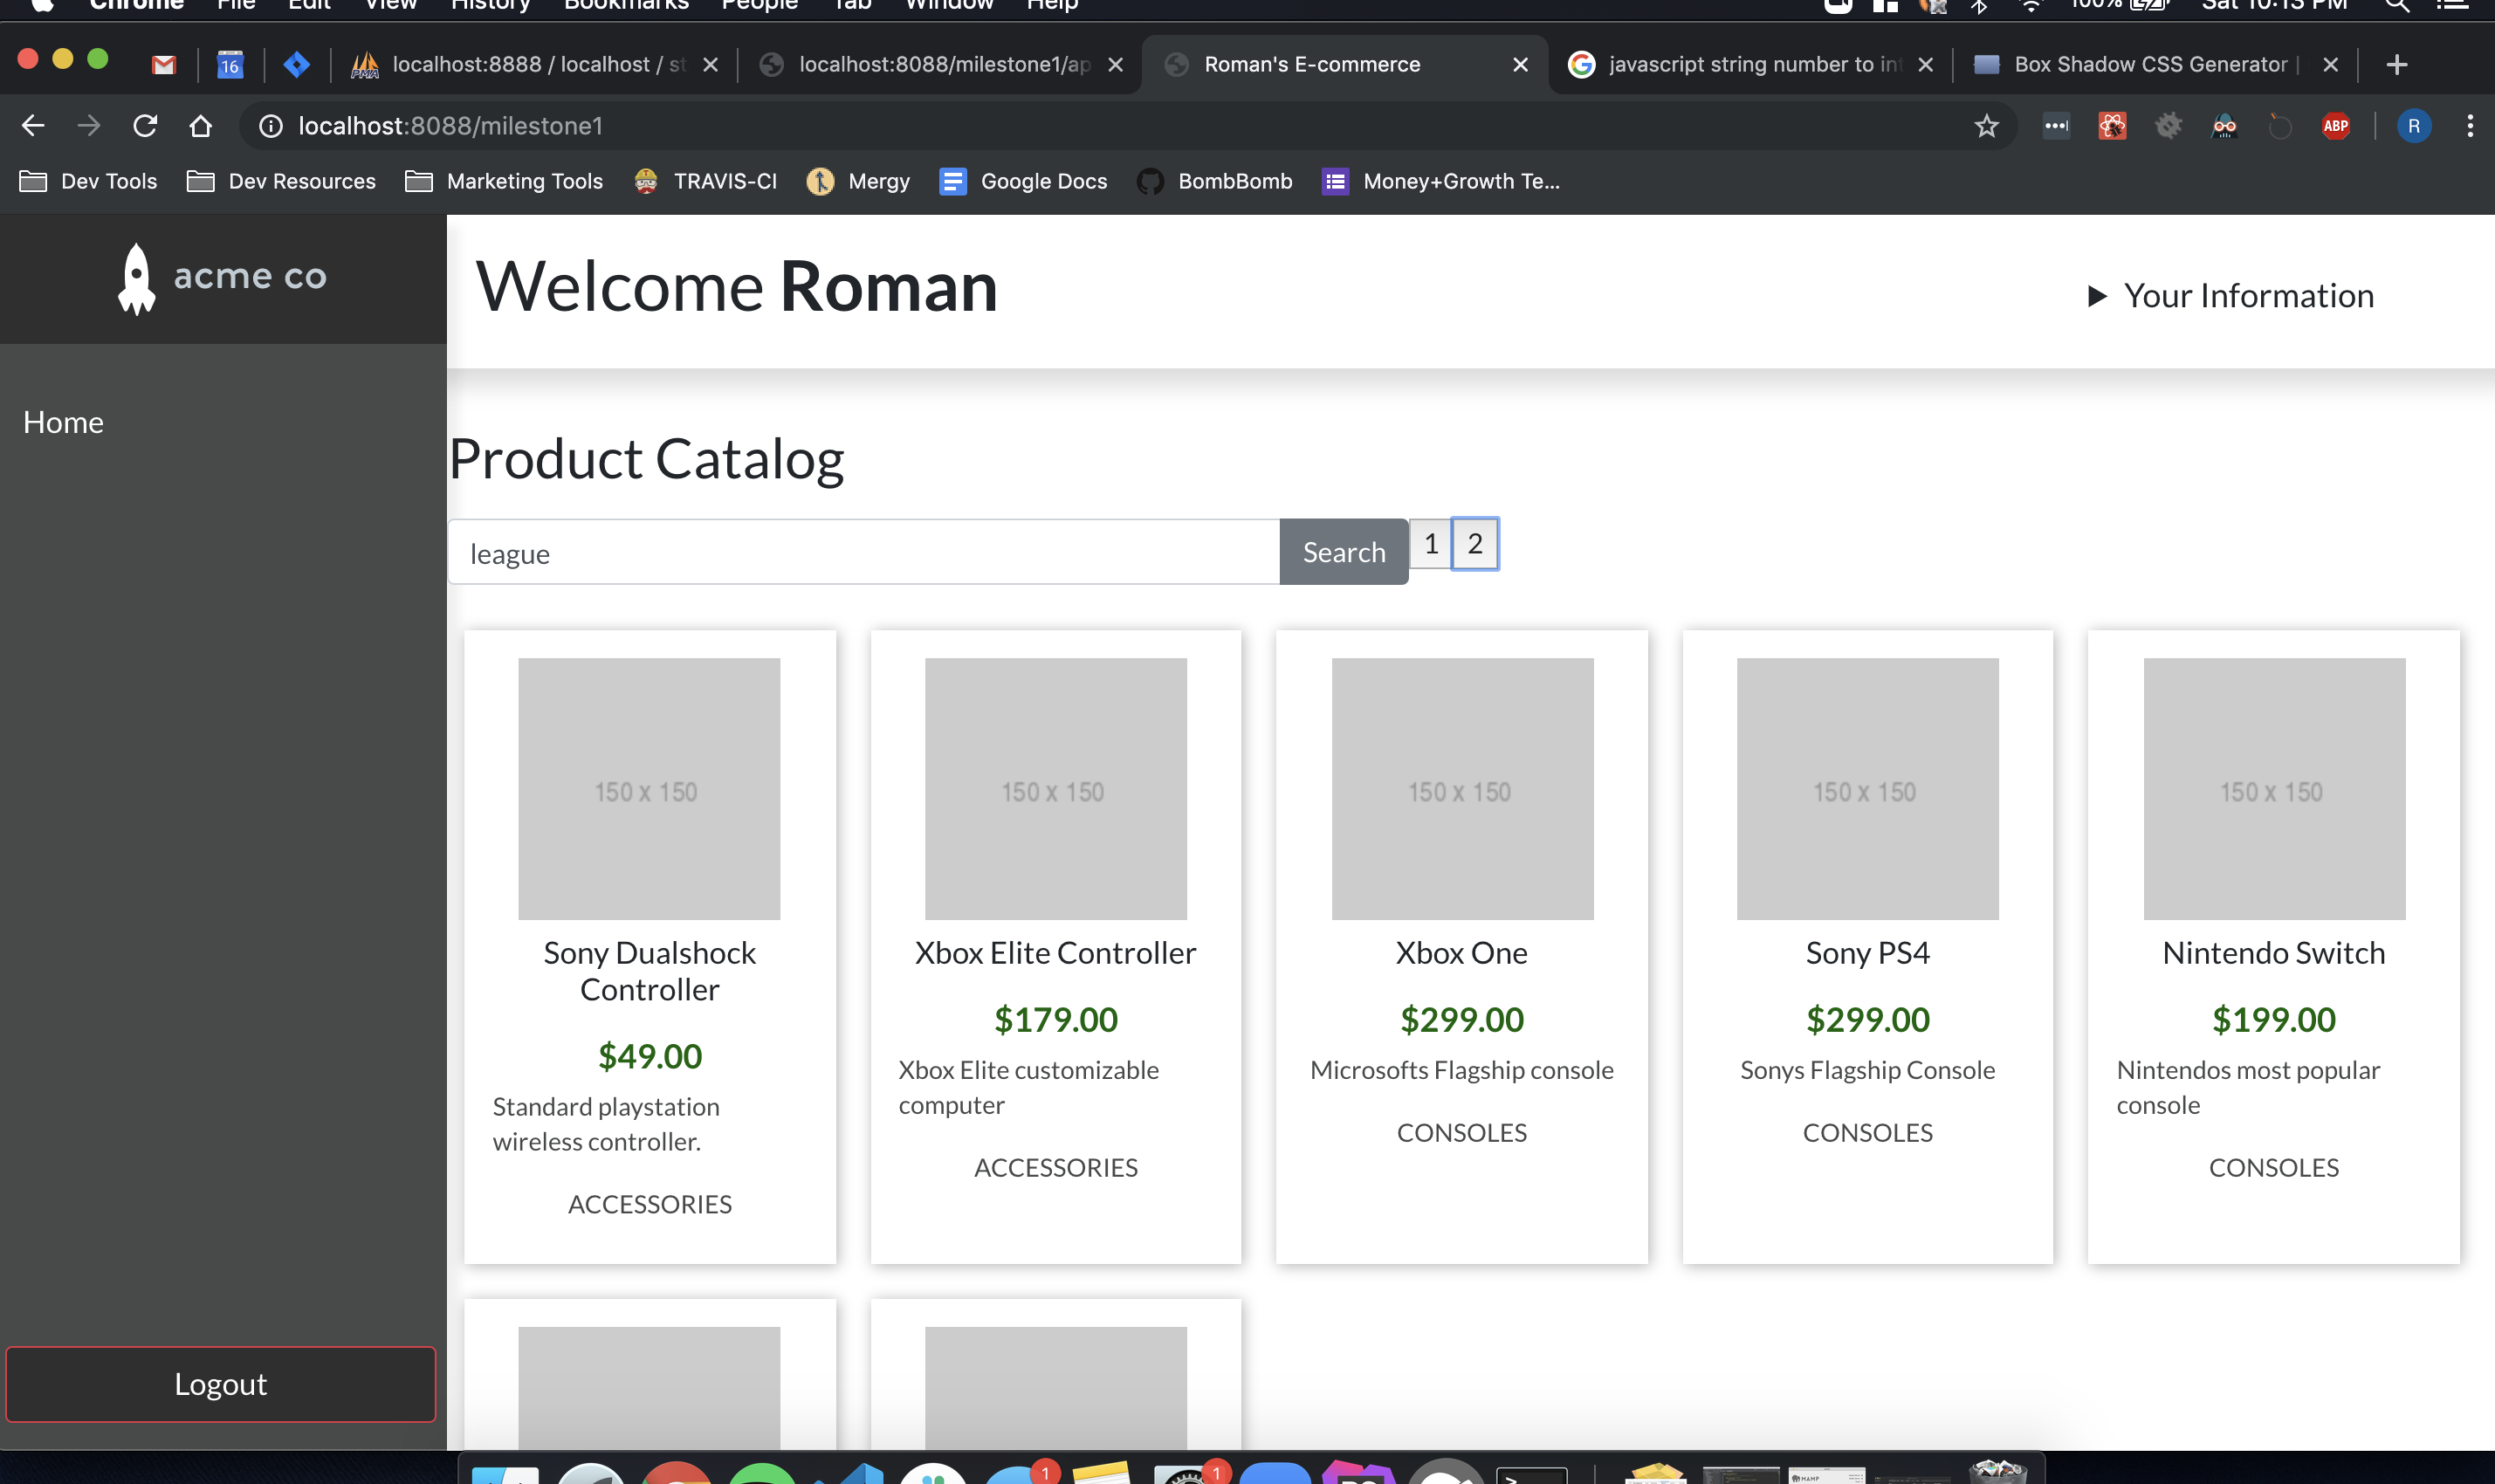 Chrome File Edit View History Bookmarks People Tab Window Help 100% Sat 10:13 PM
16 localhost:8888 / localhost / st localhost:8088/milestone1/ap Roman's E-commerce javascript string number to int Box Shadow CSS Generator |
localhost:8088/milestone1 ABP R
Dev Tools Dev Resources Marketing Tools TRAVIS-CI Mergy Google Docs BombBomb Money+Growth Te...
acme co
Welcome Roman
Your Information
Home
Product Catalog
league Search 1 2
150 x 150 150 x 150 150 x 150 150 x 150 150 x 150
Sony Dualshock
Controller
$49.00
Standard playstation
wireless controller.
ACCESSORIES
Xbox Elite Controller
$179.00
Xbox Elite customizable
computer
ACCESSORIES
Xbox One
$299.00
Microsofts Flagship console
CONSOLES
Sony PS4
$299.00
Sonys Flagship Console
CONSOLES
Nintendo Switch
$199.00
Nintendos most popular
console
CONSOLES
Logout
1 1